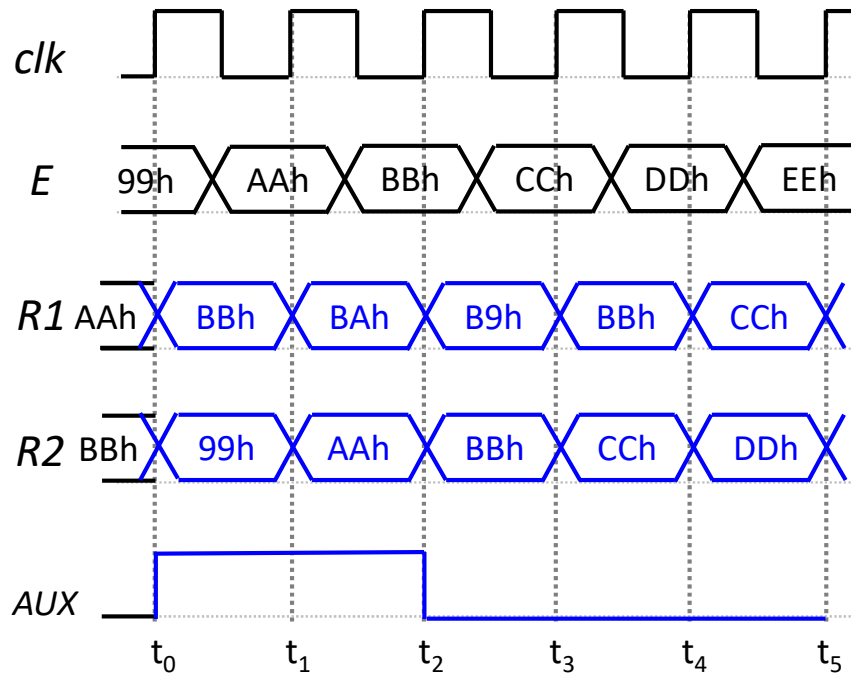 clk
E 99h AAh BBh CCh DDh EEh
R1 AAh BBh BAh B9h BBh CCh
R2 BBh 99h AAh BBh CCh DDh
AUX
t0 t1 t2 t3 t4 t5